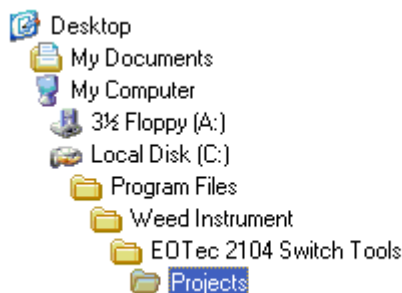 Desktop
My Documents
My Computer
3½ Floppy (A:)
Local Disk (C:)
Program Files
Weed Instrument
EOTec 2104 Switch Tools
Projects